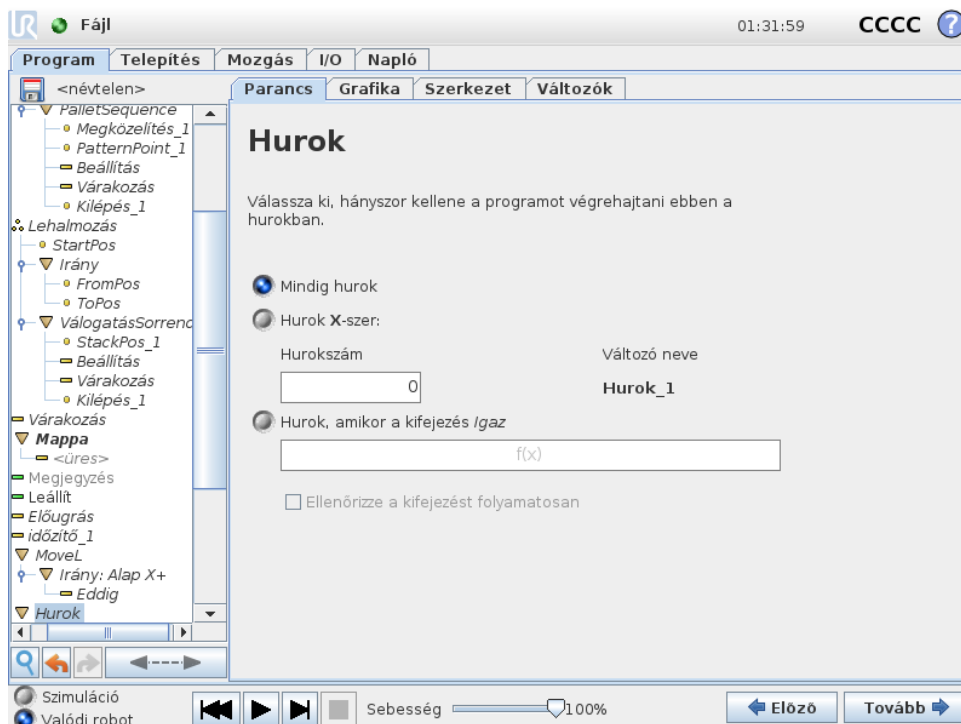 UR Fájl 01:31:59 CCCC ?
Program Telepítés Mozgás I/O Napló
<névtelen>
Parancs Grafika Szerkezet Változók
PalletSequence
Megközelítés_1
PatternPoint_1
Beállítás
Várakozás
Kilépés_1
Lehalmozás
StartPos
Irány
FromPos
ToPos
VálogatásSorrend
StackPos_1
Beállítás
Várakozás
Kilépés_1
Várakozás
Mappa
<üres>
Megjegyzés
Leállít
Előugrás
időzítő_1
MoveL
Irány: Alap X+
Eddig
Hurok
Hurok
Válassza ki, hányszor kellene a programot végrehajtani ebben a
hurokban.
Mindig hurok
Hurok X-szer:
Hurokszám Változó neve
0 Hurok_1
Hurok, amikor a kifejezés Igaz
f(x)
Ellenőrizze a kifejezést folyamatosan
Szimuláció
Valódi robot
Sebesség 100%
Előző Tovább